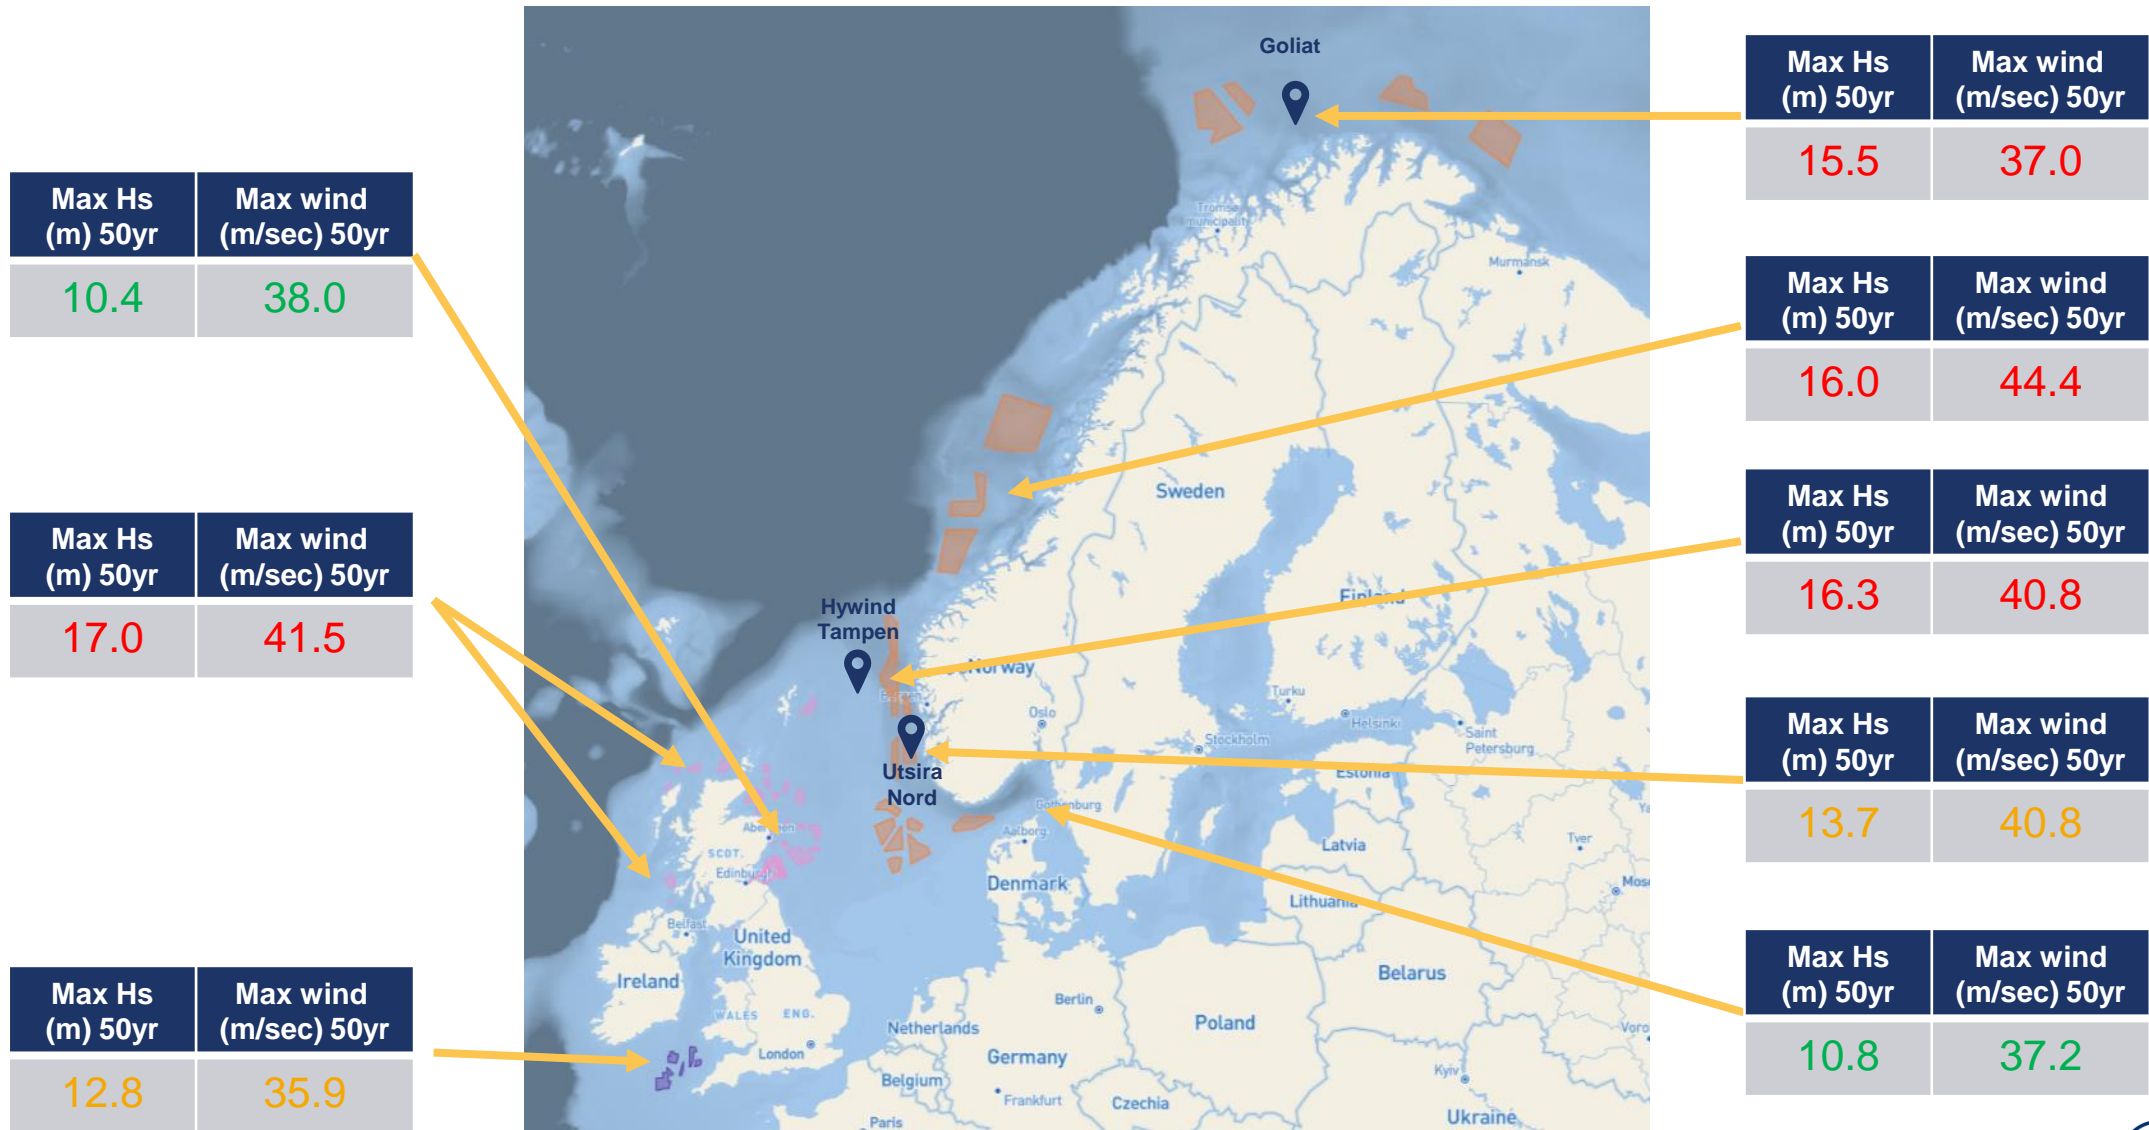 Max Hs
(m) 50yr
Max wind
(m/sec) 50yr
10.4
38.0
Max Hs
(m) 50yr
Max wind
(m/sec) 50yr
17.0
41.5
Max Hs
(m) 50yr
Max wind
(m/sec) 50yr
12.8
35.9
Goliat
Tromsø
municipality
Murmansk
Sweden
Finland
Hywind
Tampen
Norway
Oslo
Turku
Helsinki
Stockholm
Saint
Petersburg
Utsira
Nord
Estonia
Gothenburg
Aalborg
Aberdeen
SCOT.
Edinburgh
Latvia
Tver
Denmark
Lithuania
Belfast
United
Kingdom
Ireland
WALES
ENG.
London
Netherlands
Berlin
Belarus
Poland
Germany
Belgium
Frankfurt
Czechia
Kyiv
Ukraine
Paris
Max Hs
(m) 50yr
Max wind
(m/sec) 50yr
15.5
37.0
Max Hs
(m) 50yr
Max wind
(m/sec) 50yr
16.0
44.4
Max Hs
(m) 50yr
Max wind
(m/sec) 50yr
16.3
40.8
Max Hs
(m) 50yr
Max wind
(m/sec) 50yr
13.7
40.8
Max Hs
(m) 50yr
Max wind
(m/sec) 50yr
10.8
37.2